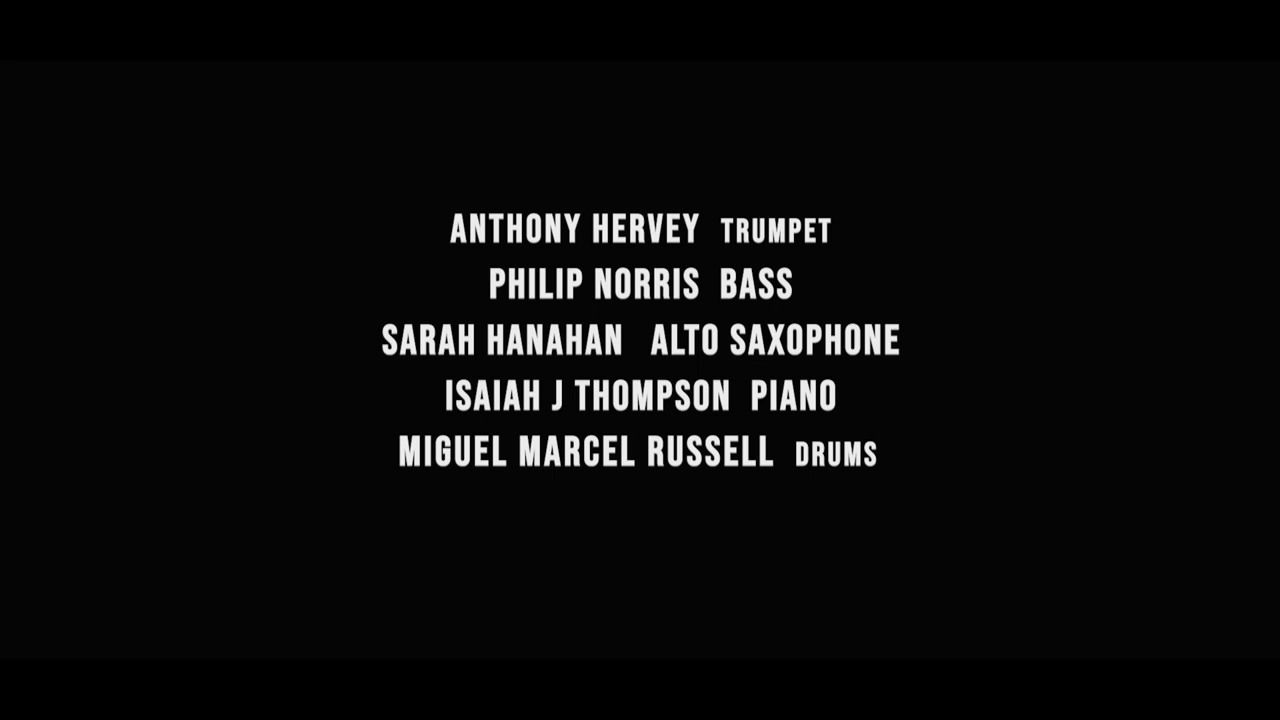 ANTHONY HERVEY TRUMPET
PHILIP NORRIS BASS
SARAH HANAHAN ALTO SAXOPHONE
ISAIAH J THOMPSON PIANO
MIGUEL MARCEL RUSSELL DRUMS